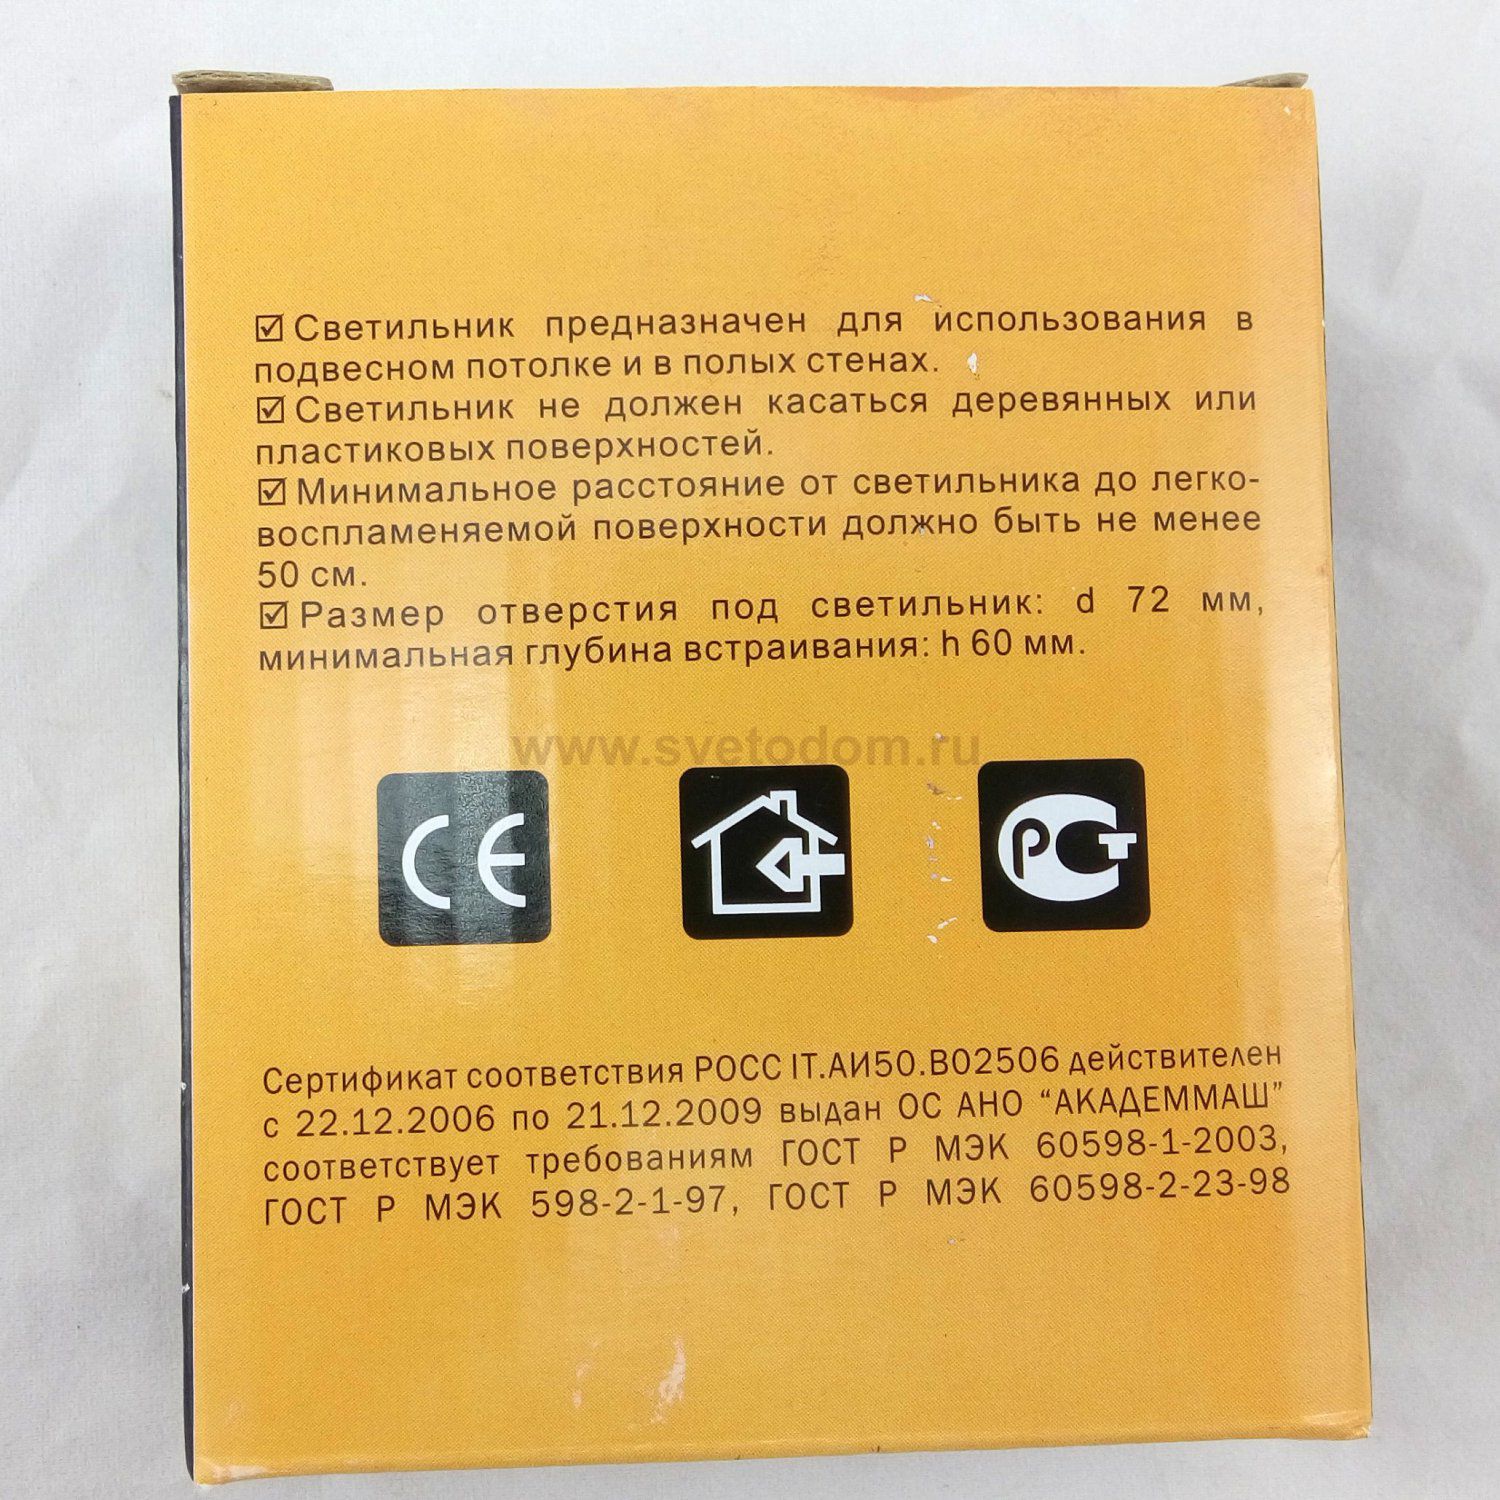 ☑ Светильник предназначен для использования в
подвесном потолке и в полых стенах.
☑ Светильник не должен касаться деревянных или
пластиковых поверхностей.
☑ Минимальное расстояние от светильника до легко-
воспламеняемой поверхности должно быть не менее
50 см.
☑ Размер отверстия под светильник: d 72 мм,
минимальная глубина встраивания: h 60 мм.
www.svetodom.ru
CE
РСТ
Сертификат соответствия РОСС IT.АИ50.В02506 действителен
с 22.12.2006 по 21.12.2009 выдан ОС АНО “АКАДЕММАШ”
соответствует требованиям ГОСТ Р МЭК 60598-1-2003,
ГОСТ Р МЭК 598-2-1-97, ГОСТ Р МЭК 60598-2-23-98